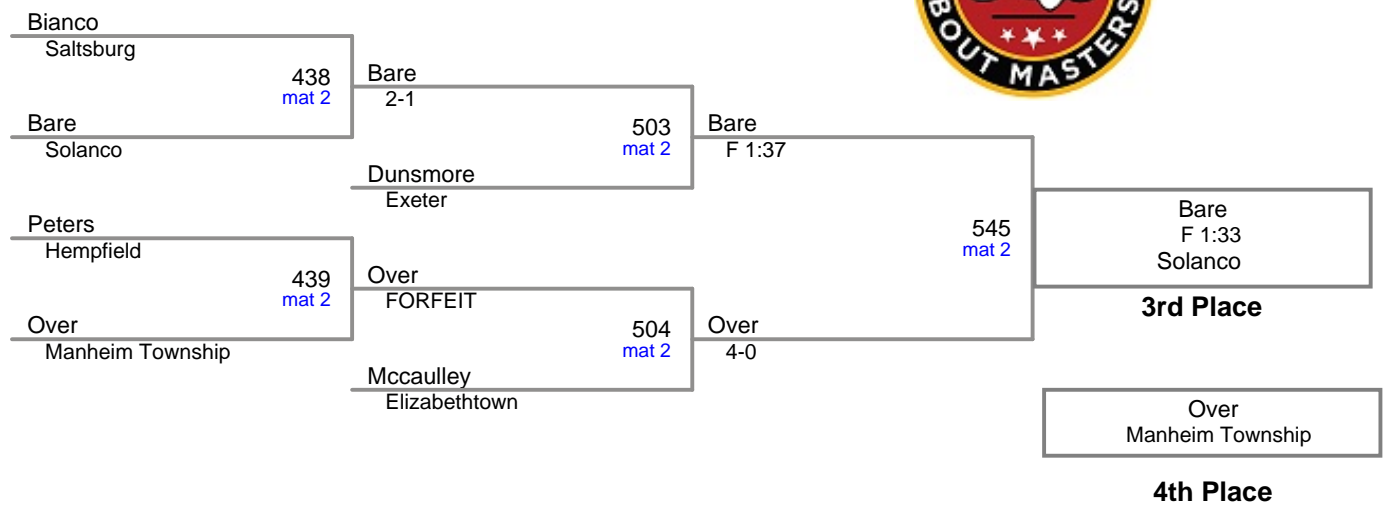 BOUT MASTERS
Bianco
Saltsburg
438
mat 2
Bare
2-1
Bare
Solanco
503
mat 2
Bare
F 1:37
Dunsmore
Exeter
Peters
Hempfield
439
mat 2
Over
FORFEIT
Over
Manheim Township
504
mat 2
Over
4-0
Mccaulley
Elizabethtown
545
mat 2
Bare
F 1:33
Solanco
3rd Place
Over
Manheim Township
4th Place